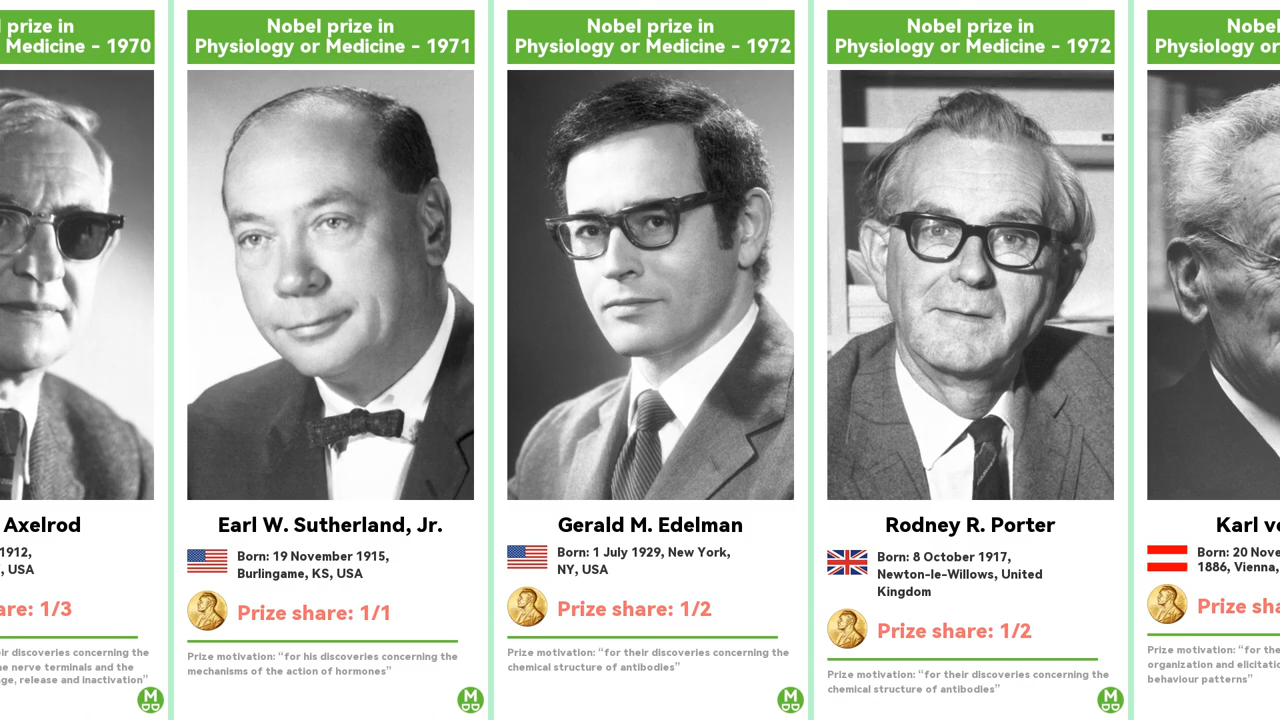 l prize in
Medicine - 1970
Axelrod
1912,
, USA
are: 1/3
ir discoveries concerning the
e nerve terminals and the
ge, release and inactivation”
Nobel prize in
Physiology or Medicine - 1971
Earl W. Sutherland, Jr.
Born: 19 November 1915,
Burlingame, KS, USA
Prize share: 1/1
Prize motivation: “for his discoveries concerning the
mechanisms of the action of hormones”
Nobel prize in
Physiology or Medicine - 1972
Gerald M. Edelman
Born: 1 July 1929, New York,
NY, USA
Prize share: 1/2
Prize motivation: “for their discoveries concerning the
chemical structure of antibodies”
Nobel prize in
Physiology or Medicine - 1972
Rodney R. Porter
Born: 8 October 1917,
Newton-le-Willows, United
Kingdom
Prize share: 1/2
Prize motivation: “for their discoveries concerning the
chemical structure of antibodies”
Nobel
Physiology or
Karl vo
Born: 20 Nove
1886, Vienna,
Prize sha
Prize motivation: “for the
organization and elicitatio
behaviour patterns”